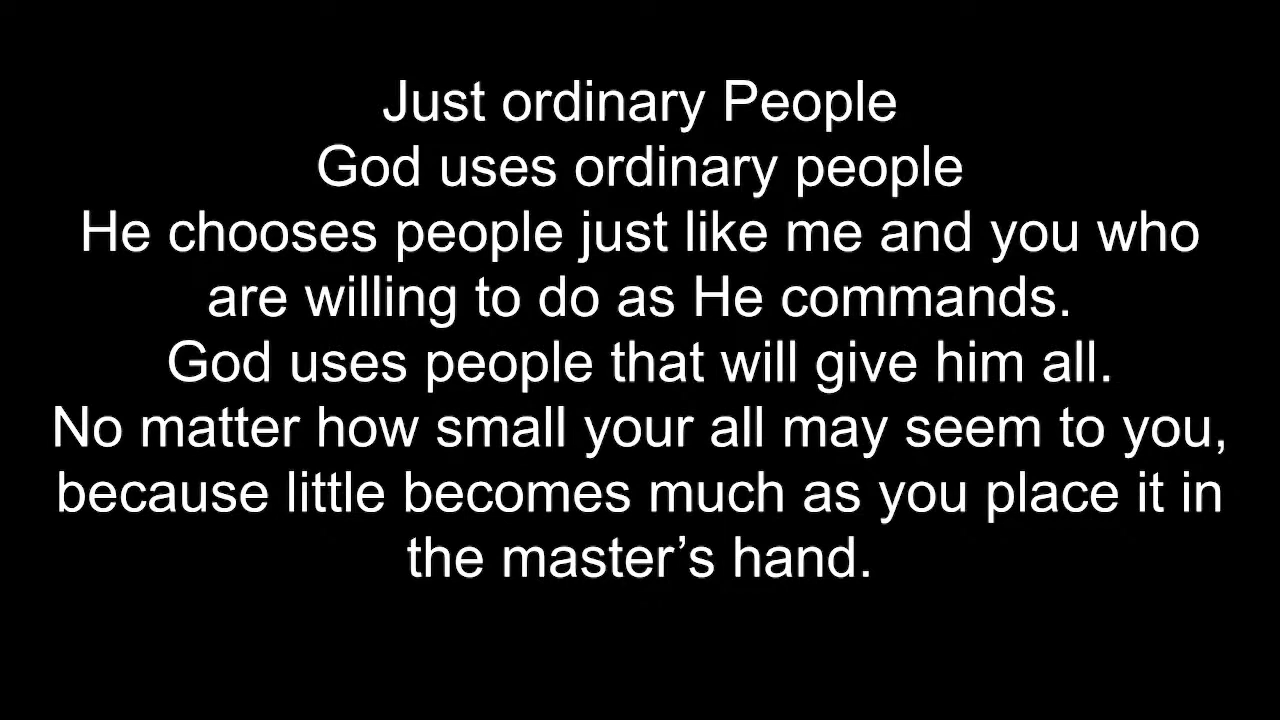 Just ordinary People
God uses ordinary people
He chooses people just like me and you who
are willing to do as He commands.
God uses people that will give him all.
No matter how small your all may seem to you,
because little becomes much as you place it in
the master’s hand.